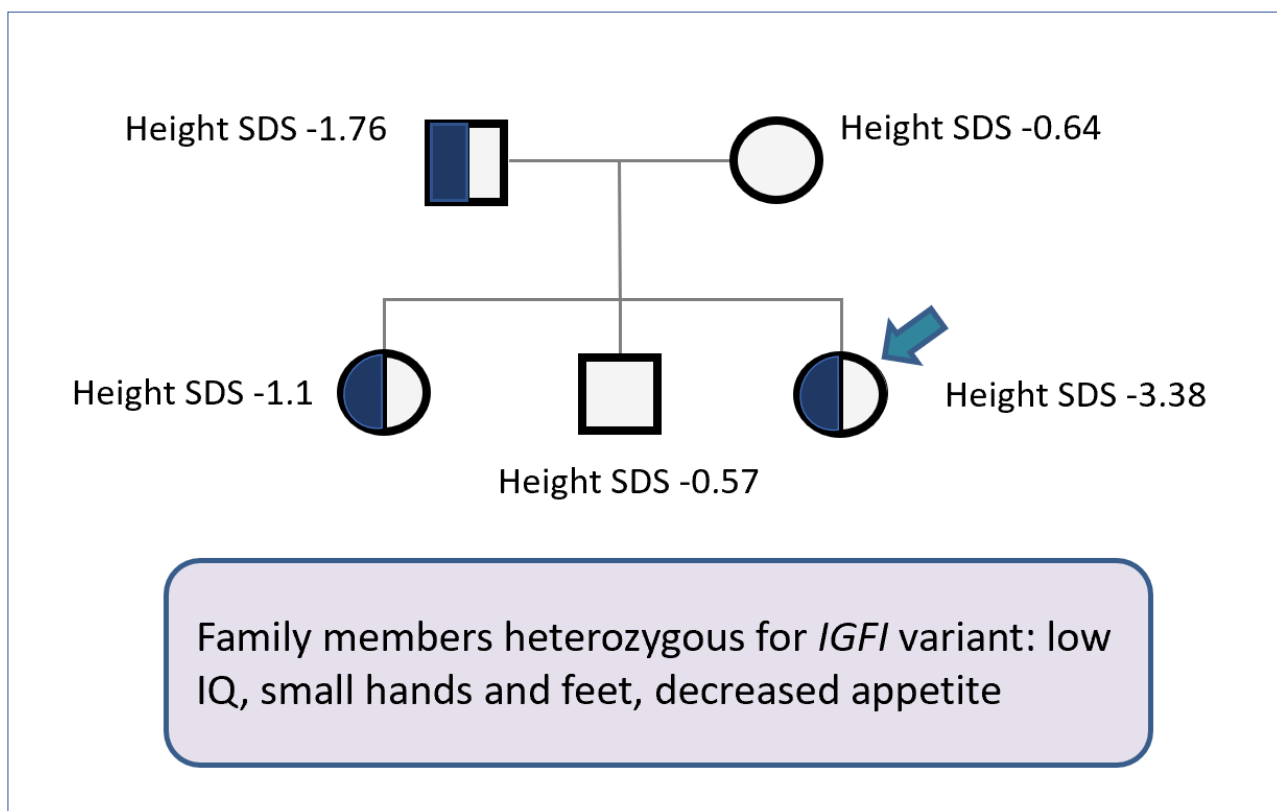 Height SDS -1.76
Height SDS -0.64
Height SDS -1.1
Height SDS -3.38
Height SDS -0.57
Family members heterozygous for IGFI variant: low
IQ, small hands and feet, decreased appetite